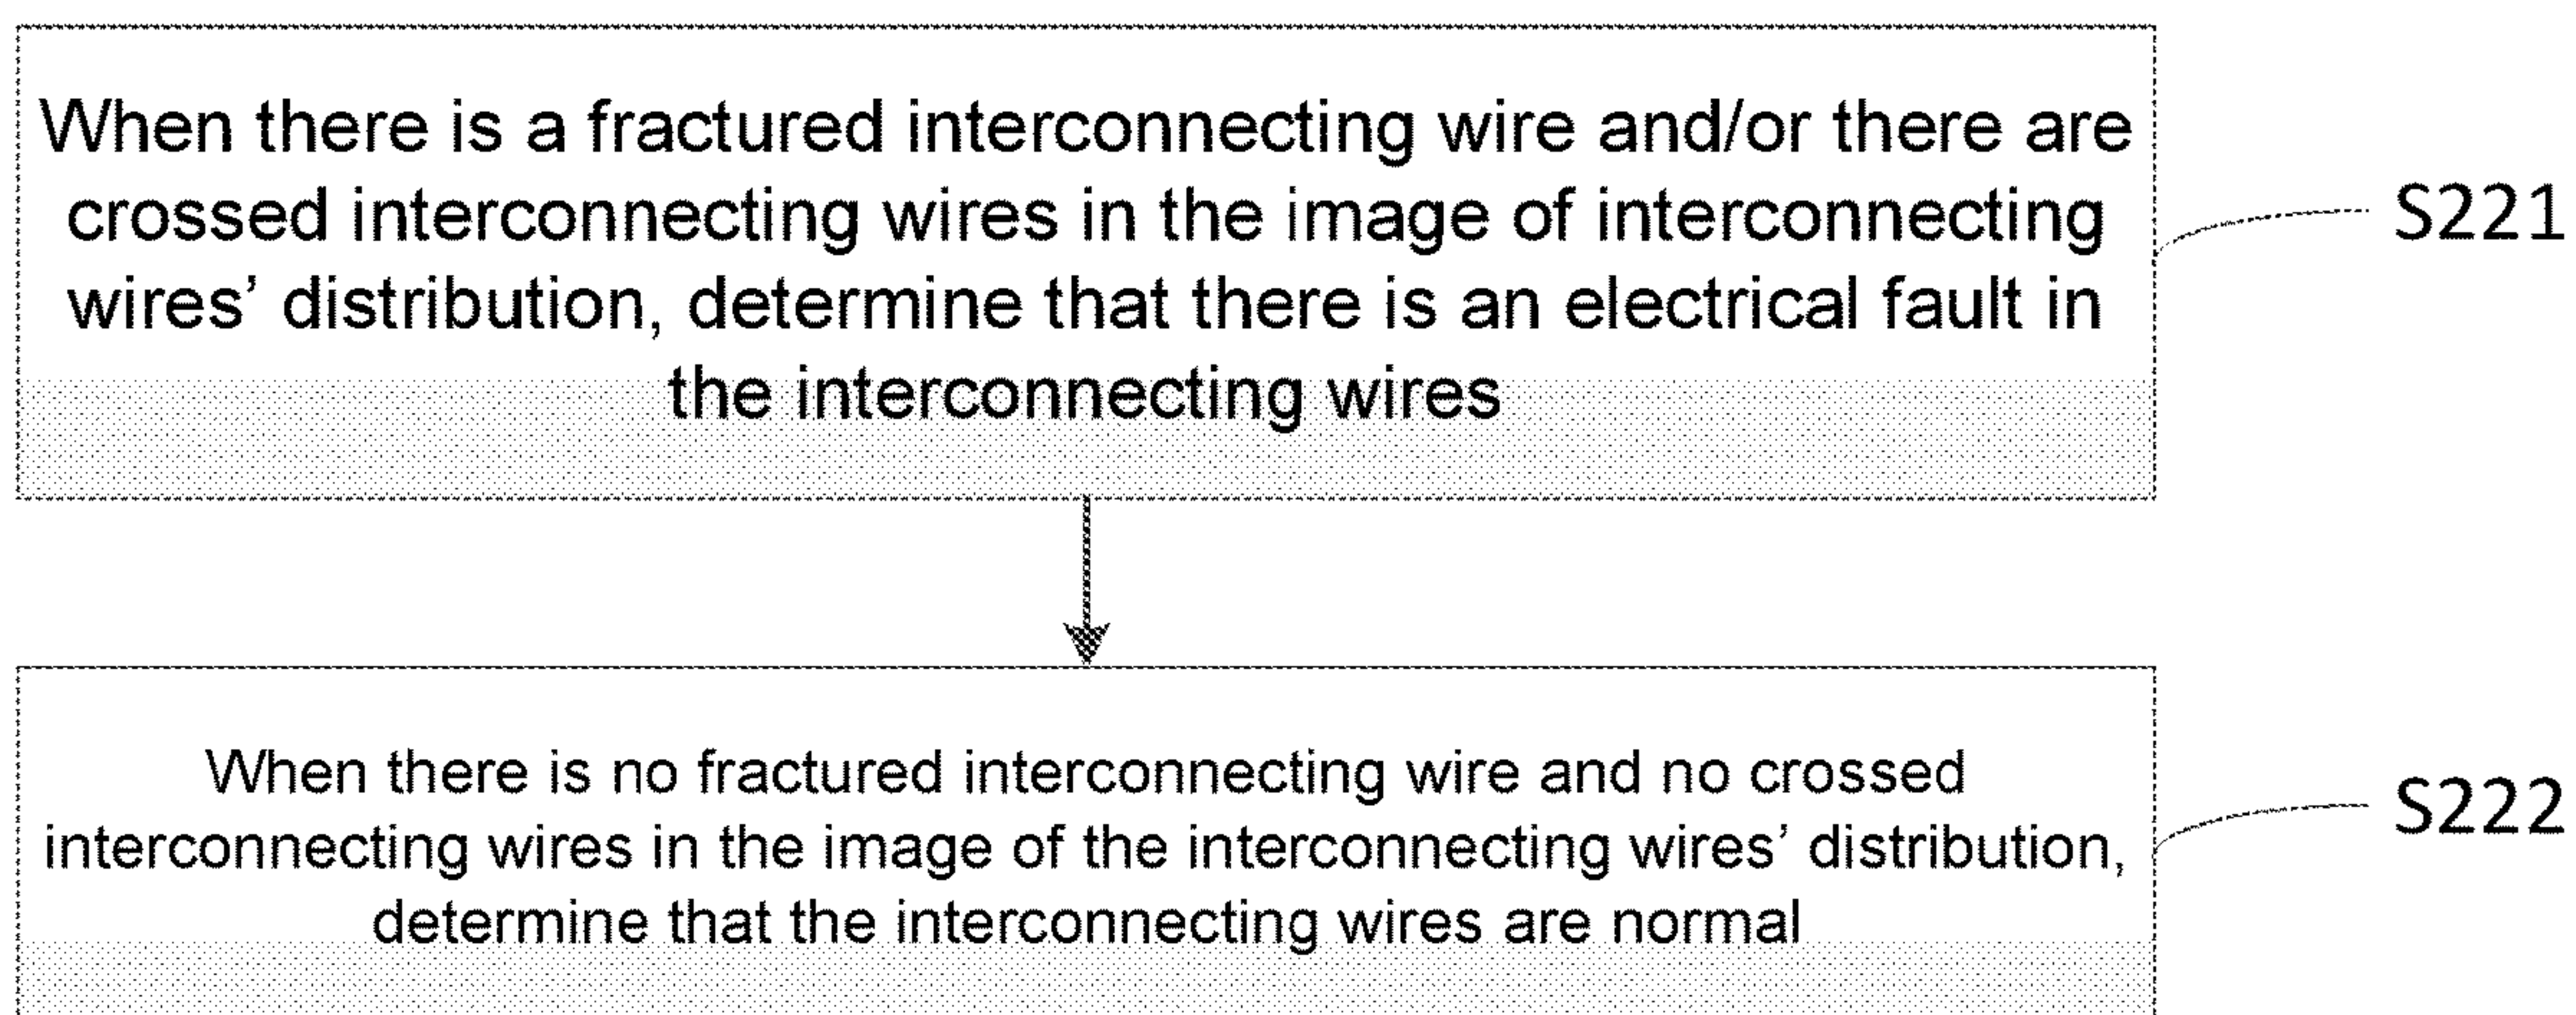 When there is a fractured interconnecting wire and/or there are
crossed interconnecting wires in the image of interconnecting
wires’ distribution, determine that there is an electrical fault in
the interconnecting wires
S221
When there is no fractured interconnecting wire and no crossed
interconnecting wires in the image of the interconnecting wires’ distribution,
determine that the interconnecting wires are normal
S222